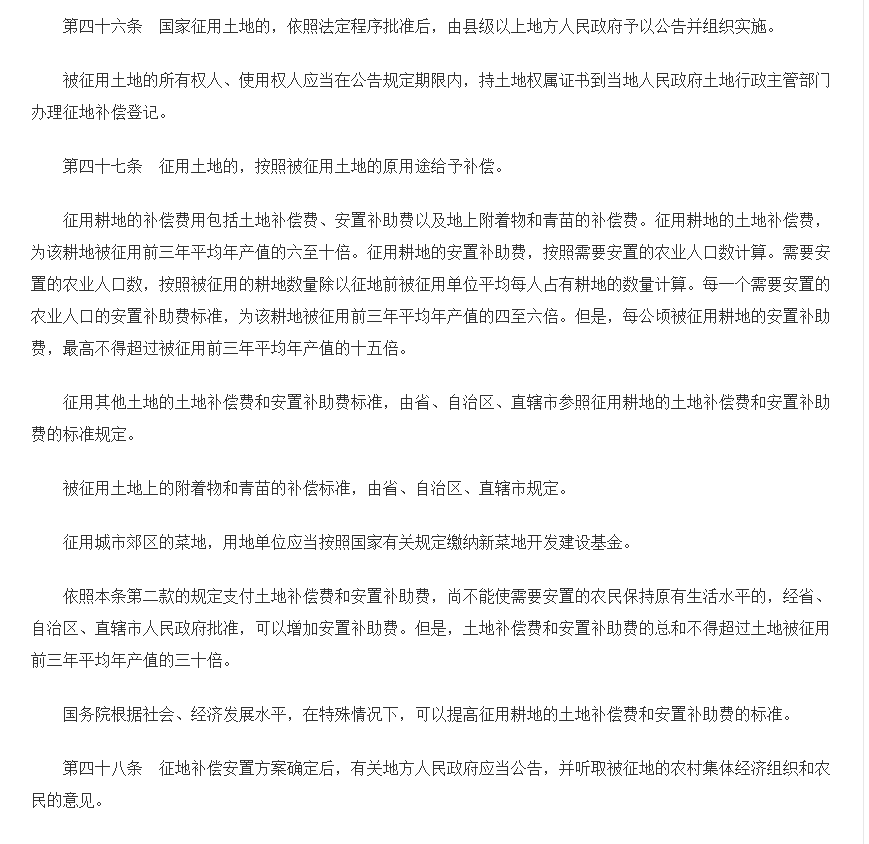 第四十六条　国家征用土地的，依照法定程序批准后，由县级以上地方人民政府予以公告并组织实施。
被征用土地的所有权人、使用权人应当在公告规定期限内，持土地权属证书到当地人民政府土地行政主管部门
办理征地补偿登记。
第四十七条　征用土地的，按照被征用土地的原用途给予补偿。
征用耕地的补偿费用包括土地补偿费、安置补助费以及地上附着物和青苗的补偿费。征用耕地的土地补偿费，
为该耕地被征用前三年平均年产值的六至十倍。征用耕地的安置补助费，按照需要安置的农业人口数计算。需要安
置的农业人口数，按照被征用的耕地数量除以征地前被征用单位平均每人占有耕地的数量计算。每一个需要安置的
农业人口的安置补助费标准，为该耕地被征用前三年平均年产值的四至六倍。但是，每公顷被征用耕地的安置补助
费，最高不得超过被征用前三年平均年产值的十五倍。
征用其他土地的土地补偿费和安置补助费标准，由省、自治区、直辖市参照征用耕地的土地补偿费和安置补助
费的标准规定。
被征用土地上的附着物和青苗的补偿标准，由省、自治区、直辖市规定。
征用城市郊区的菜地，用地单位应当按照国家有关规定缴纳新菜地开发建设基金。
依照本条第二款的规定支付土地补偿费和安置补助费，尚不能使需要安置的农民保持原有生活水平的，经省、
自治区、直辖市人民政府批准，可以增加安置补助费。但是，土地补偿费和安置补助费的总和不得超过土地被征用
前三年平均年产值的三十倍。
国务院根据社会、经济发展水平，在特殊情况下，可以提高征用耕地的土地补偿费和安置补助费的标准。
第四十八条　征地补偿安置方案确定后，有关地方人民政府应当公告，并听取被征地的农村集体经济组织和农
民的意见。